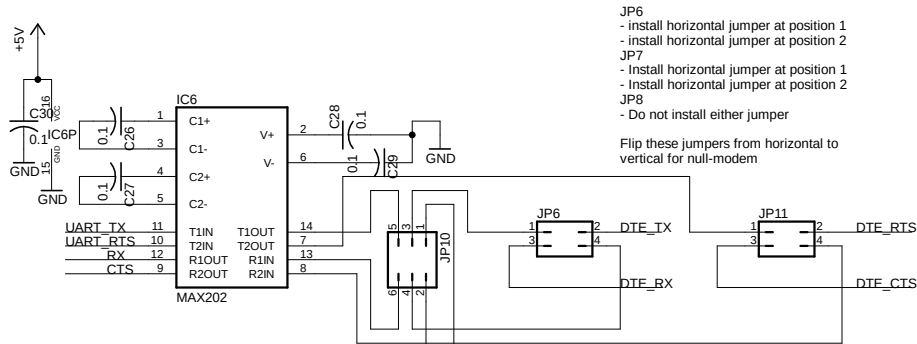 JP6
- install horizontal jumper at position 1
- install horizontal jumper at position 2
JP7
- Install horizontal jumper at position 1
- Install horizontal jumper at position 2
JP8
- Do not install either jumper
Flip these jumpers from horizontal to
vertical for null-modem
+5V
C30
0.1
GND
16
VCC
IC6P
GND
15
GND
0.1
C26
0.1
C27
IC6
1 C1+
3 C1-
4 C2+
5 C2-
V+ 2
V- 6
C28
0.1
0.1
C29
GND
UART_TX 11 T1IN T1OUT 14
UART_RTS 10 T2IN T2OUT 7
RX 12 R1OUT R1IN 13
CTS 9 R2OUT R2IN 8
MAX202
5 3 1
JP10
6 4 2
JP6
1 2 DTE_TX
3 4
DTE_RX
JP11
1 2 DTE_RTS
3 4
DTE_CTS